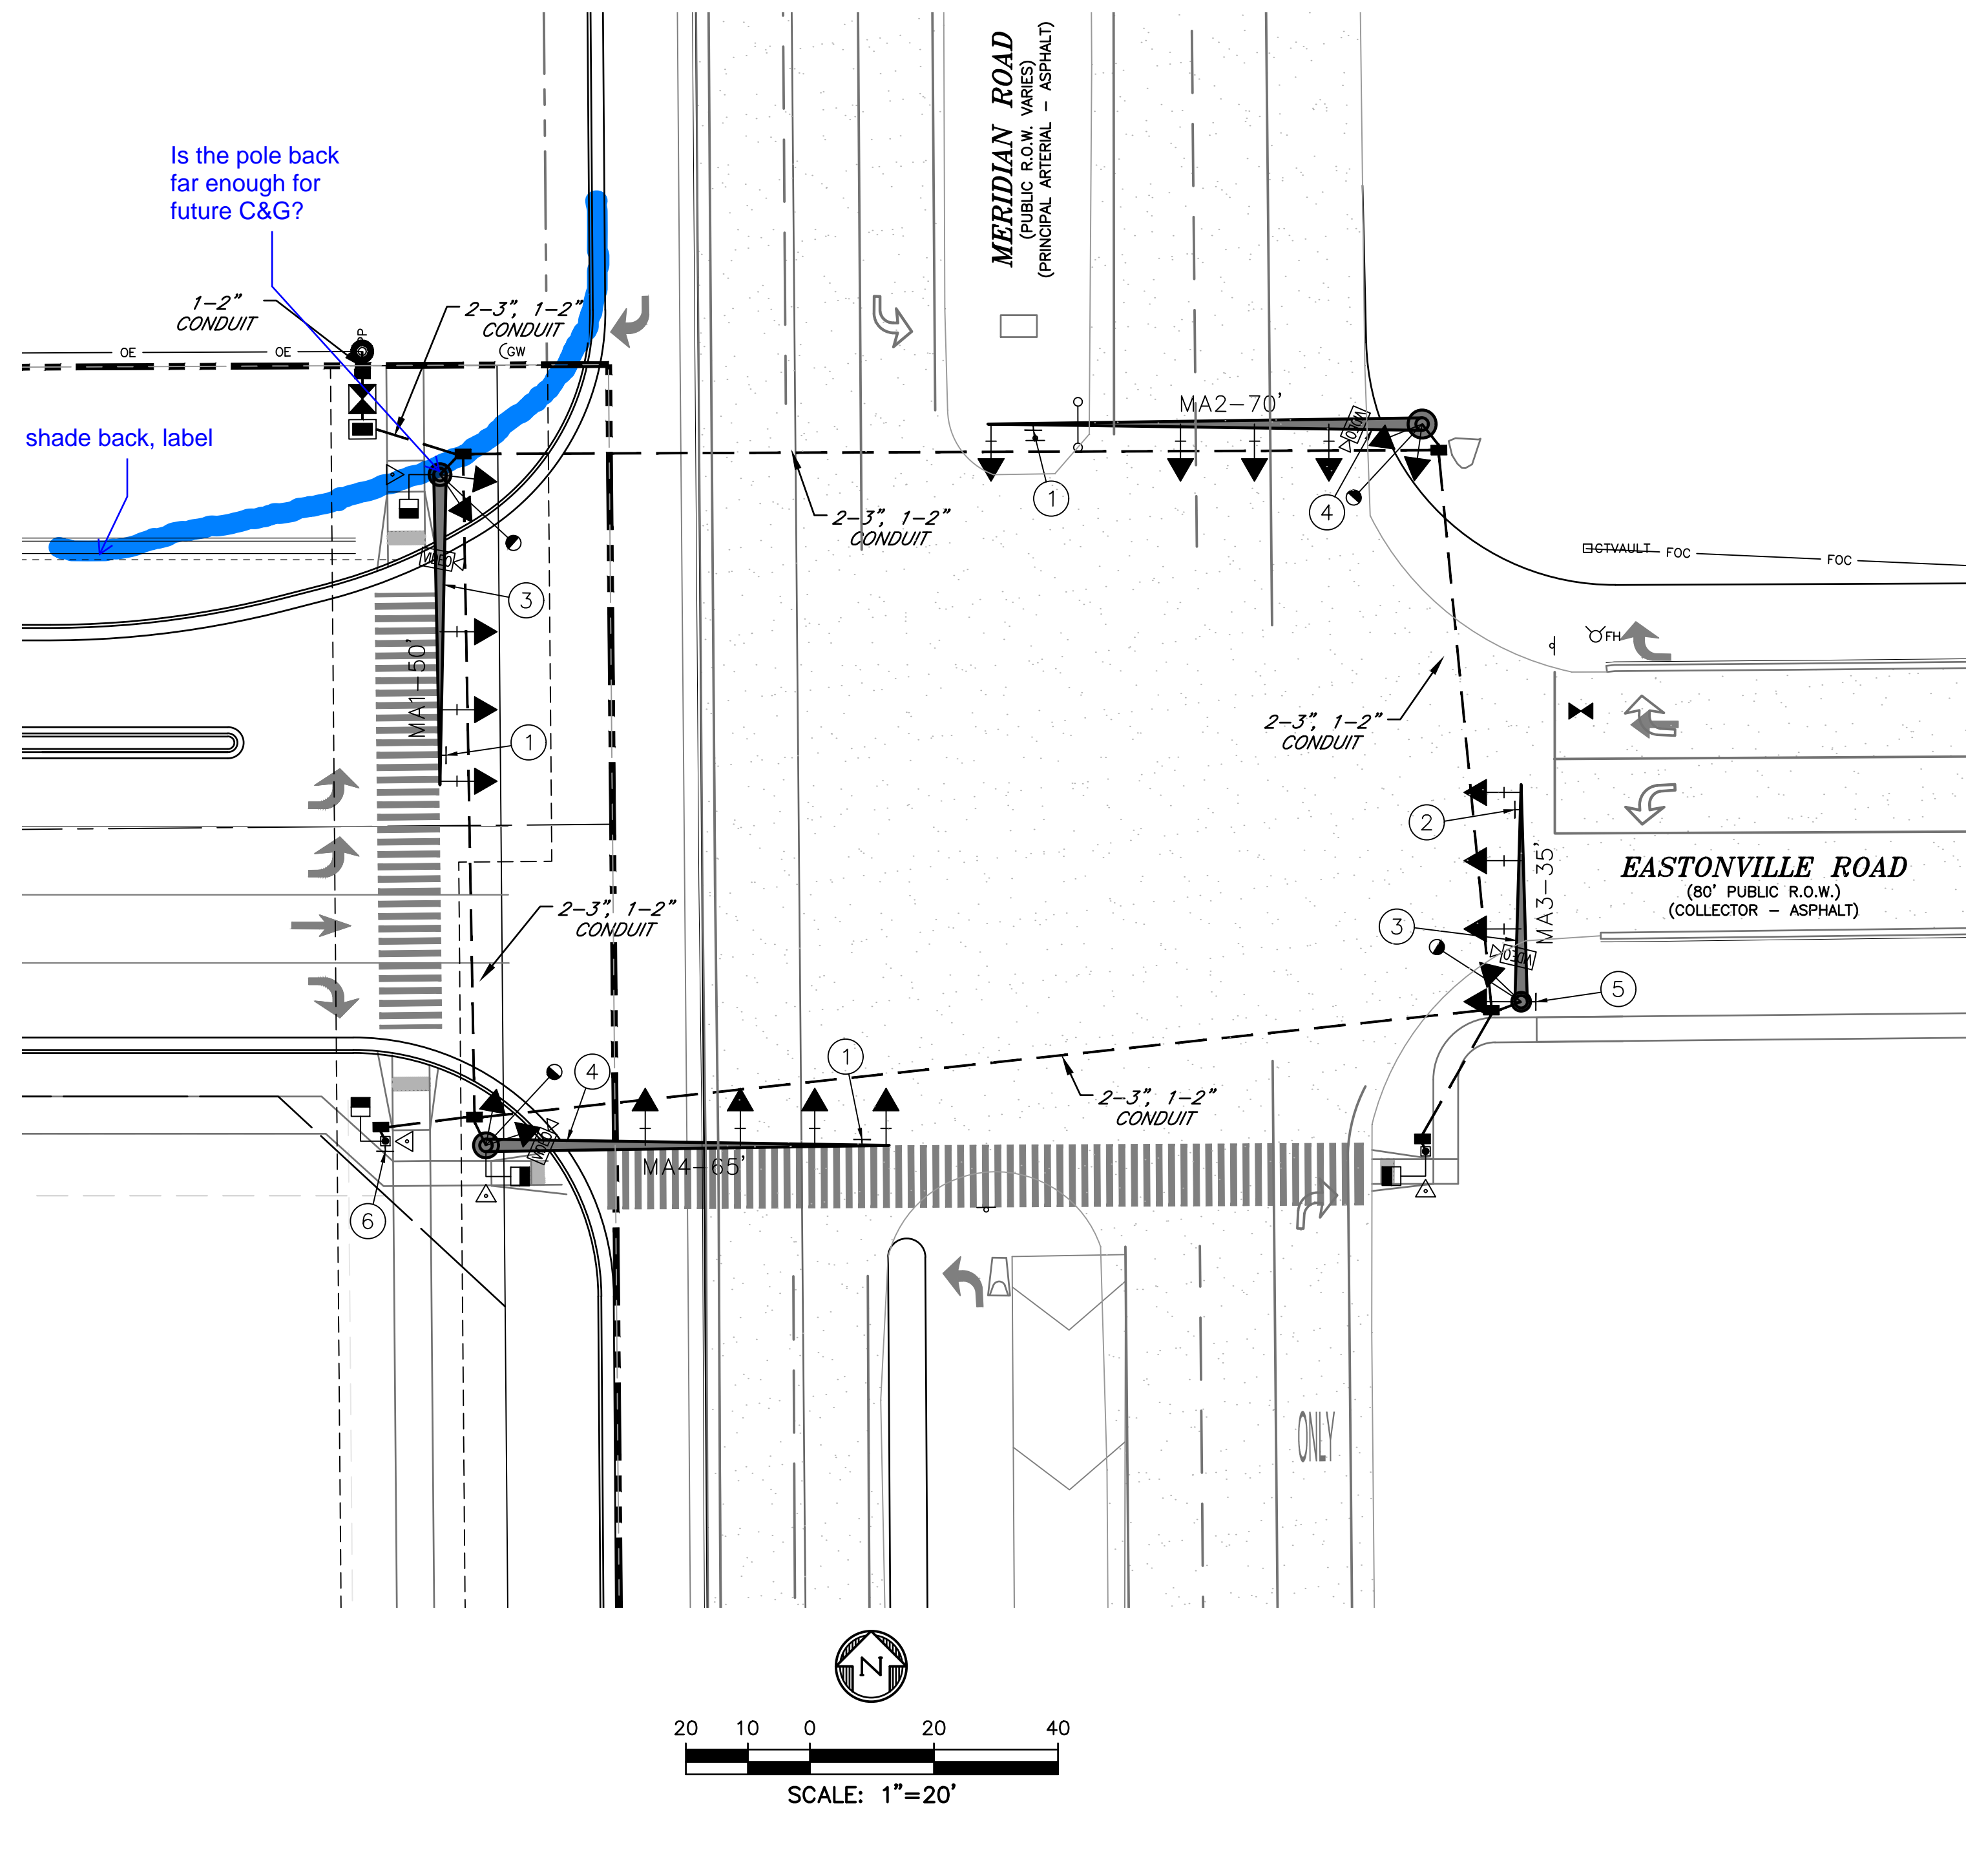 MERIDIAN ROAD
(PUBLIC R.O.W. VARIES)
(PRINCIPAL ARTERIAL – ASPHALT)
Is the pole back
far enough for
future C&G?
1–2"
CONDUIT
2–3", 1–2"
CONDUIT
GW
OE
OE
shade back, label
MA2–70'
VIDEO
1
4
2–3", 1–2"
CONDUIT
CTVAULT
FOC
FOC
VIDEO
3
FH
MA1–50'
1
2–3", 1–2"
CONDUIT
2
MA3–35'
EASTONVILLE ROAD
(80' PUBLIC R.O.W.)
(COLLECTOR – ASPHALT)
2–3", 1–2"
CONDUIT
3
VIDEO
5
4
1
2–3", 1–2"
CONDUIT
VIDEO
MA4–65'
6
ONLY
N
20 10 0 20 40
SCALE: 1"=20'